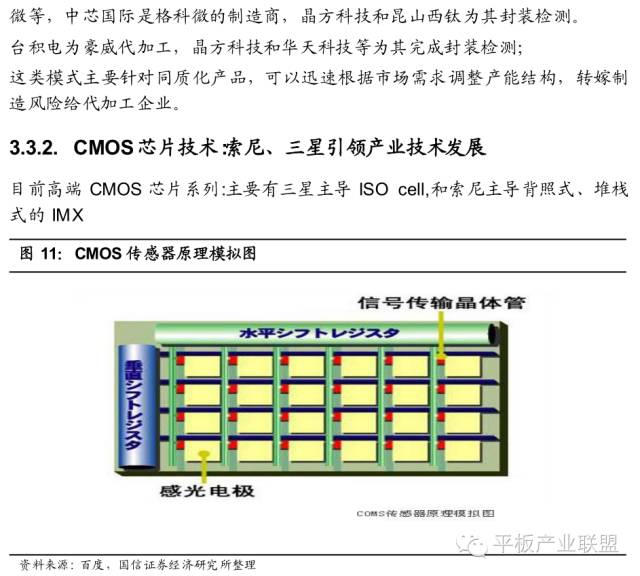 微等，中芯国际是格科微的制造商，晶方科技和昆山西钛为其封装检测。
台积电为豪威代加工，晶方科技和华天科技等为其完成封装检测；
这类模式主要针对同质化产品，可以迅速根据市场需求调整产能结构，转嫁制
造风险给代加工企业。
3.3.2. CMOS 芯片技术:索尼、三星引领产业技术发展
目前高端 CMOS 芯片系列:主要有三星主导 ISO cell,和索尼主导背照式、堆栈
式的 IMX
图 11： CMOS 传感器原理模拟图
信号传输晶体管
水平シフトレジスタ
垂直シフトレジスタ
感光电极
COMS传感器原理模拟图
平板产业联盟
资料来源：百度，国信证券经济研究所整理